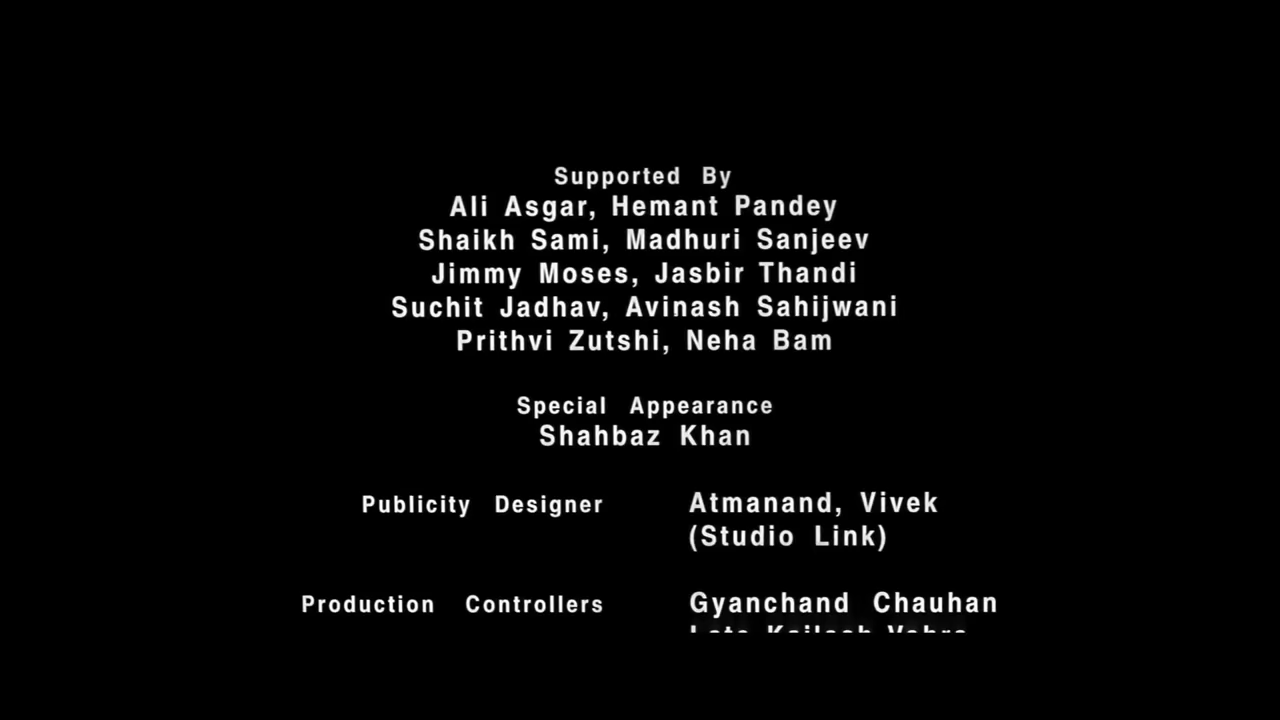 Supported By
Ali Asgar, Hemant Pandey
Shaikh Sami, Madhuri Sanjeev
Jimmy Moses, Jasbir Thandi
Suchit Jadhav, Avinash Sahijwani
Prithvi Zutshi, Neha Bam
Special Appearance
Shahbaz Khan
Publicity Designer Atmanand, Vivek
(Studio Link)
Production Controllers Gyanchand Chauhan